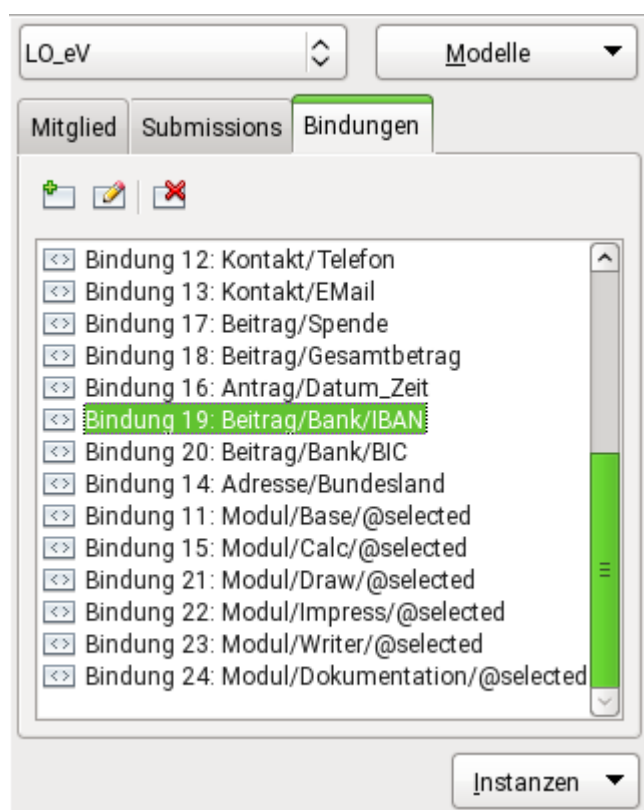 LO_eV
Modelle
Mitglied Submissions Bindungen
Bindung 12: Kontakt/Telefon
Bindung 13: Kontakt/EMail
Bindung 17: Beitrag/Spende
Bindung 18: Beitrag/Gesamtbetrag
Bindung 16: Antrag/Datum_Zeit
Bindung 19: Beitrag/Bank/IBAN
Bindung 20: Beitrag/Bank/BIC
Bindung 14: Adresse/Bundesland
Bindung 11: Modul/Base/@selected
Bindung 15: Modul/Calc/@selected
Bindung 21: Modul/Draw/@selected
Bindung 22: Modul/Impress/@selected
Bindung 23: Modul/Writer/@selected
Bindung 24: Modul/Dokumentation/@selected
Instanzen